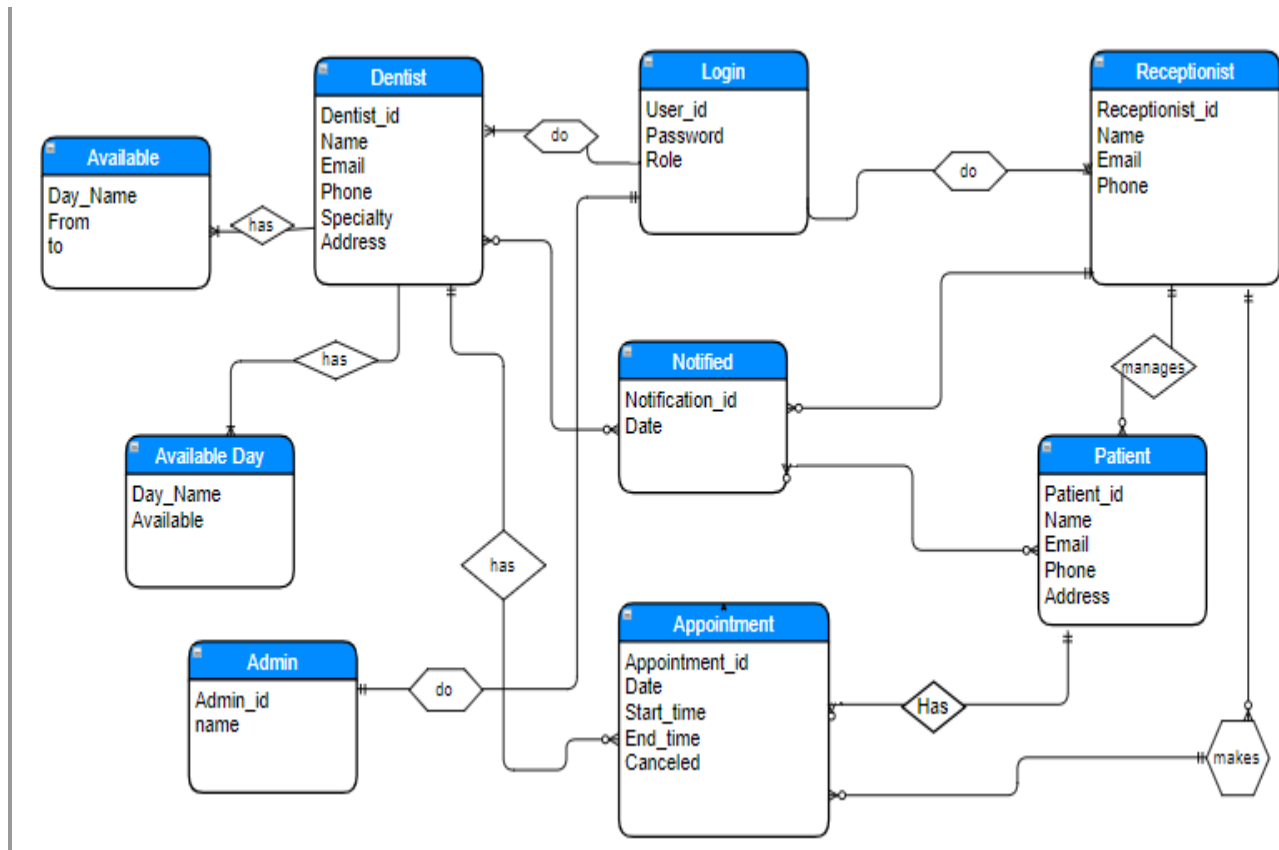 Dentist
Dentist_id
Name
Email
Phone
Specialty
Address
Login
User_id
Password
Role
Receptionist
Receptionist_id
Name
Email
Phone
Available
Day_Name
From
to
do
do
has
has
manages
Notified
Notification_id
Date
Available Day
Day_Name
Available
Patient
Patient_id
Name
Email
Phone
Address
has
Admin
Admin_id
name
do
Appointment
Appointment_id
Date
Start_time
End_time
Canceled
Has
makes